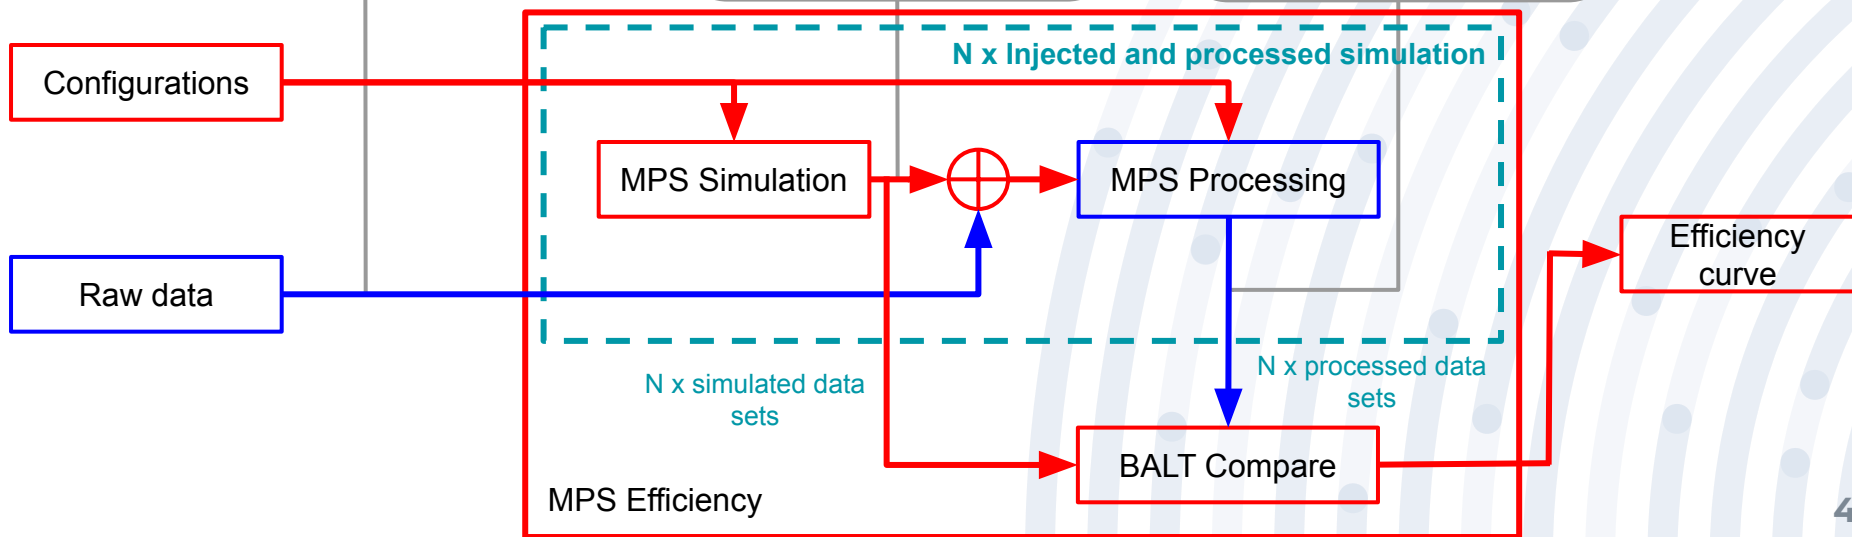 N x Injected and processed simulation
Configurations
MPS Simulation
MPS Processing
Raw data
Efficiency
curve
N x simulated data
sets
N x processed data
sets
BALT Compare
MPS Efficiency
4